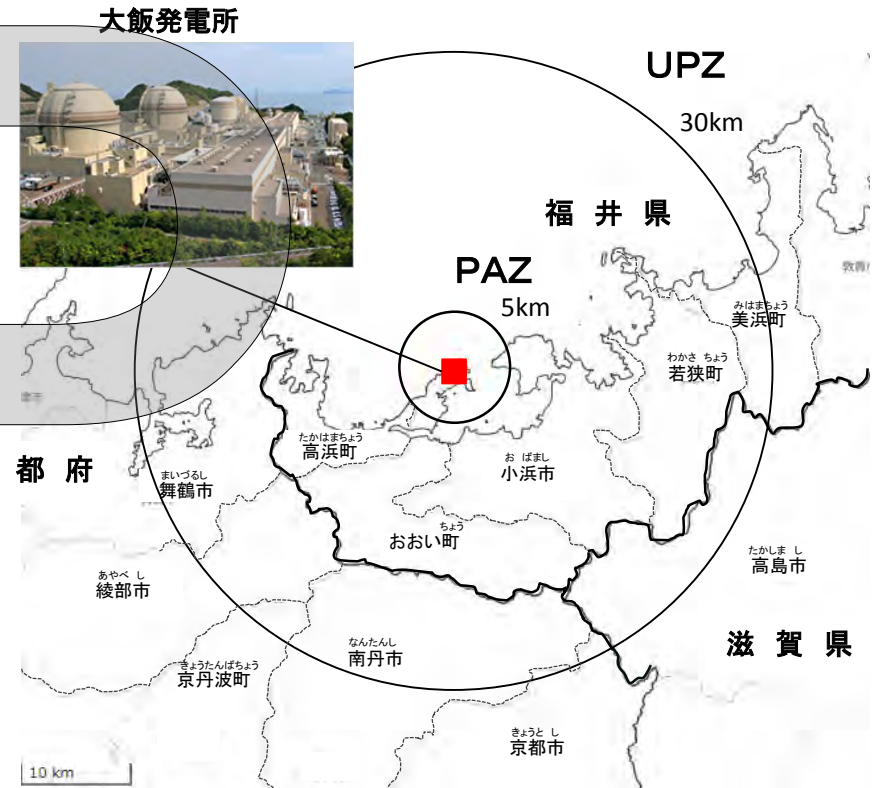 大飯発電所
UPZ
30km
福井県
PAZ
5km
みはまちょう
美浜町
わかさ ちょう
若狭町
たかはまちょう
高浜町
お ばまし
小浜市
都府
まいづるし
舞鶴市
ちょう
おおい町
たかしま し
高島市
あやべ し
綾部市
滋賀県
なんたんし
南丹市
きょうたんばちょう
京丹波町
きょうと し
京都市
10 km